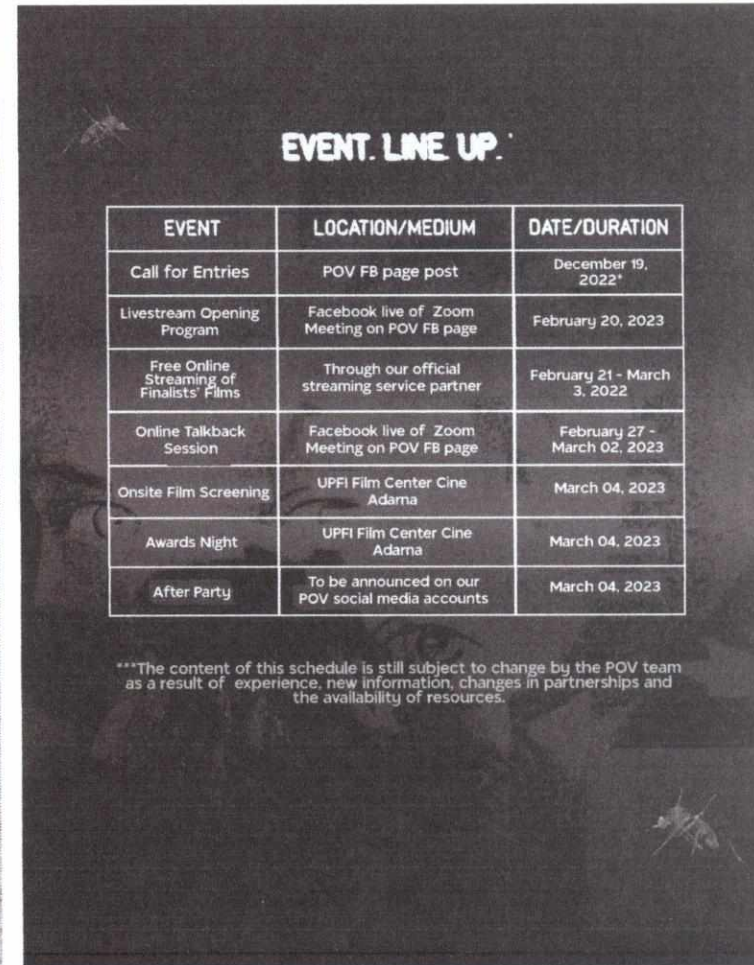 EVENT. LINE. UP.
EVENT LOCATION/MEDIUM DATE/DURATION
Call for Entries
POV FB page post
December 19,
2022*
Livestream Opening
Program
Facebook live of Zoom
Meeting on POV FB page
February 20, 2023
Free Online
Streaming of
Finalists' Films
Through our official
streaming service partner
February 21 - March
3, 2022
Online Talkback
Session
Facebook live of Zoom
Meeting on POV FB page
February 27 -
March 02, 2023
Onsite Film Screening
UPFI Film Center Cine
Adarna
March 04, 2023
Awards Night
UPFI Film Center Cine
Adarna
March 04, 2023
After Party
To be announced on our
POV social media accounts
March 04, 2023
***The content of this schedule is still subject to change by the POV team
as a result of experience, new information, changes in partnerships and
the availability of resources.